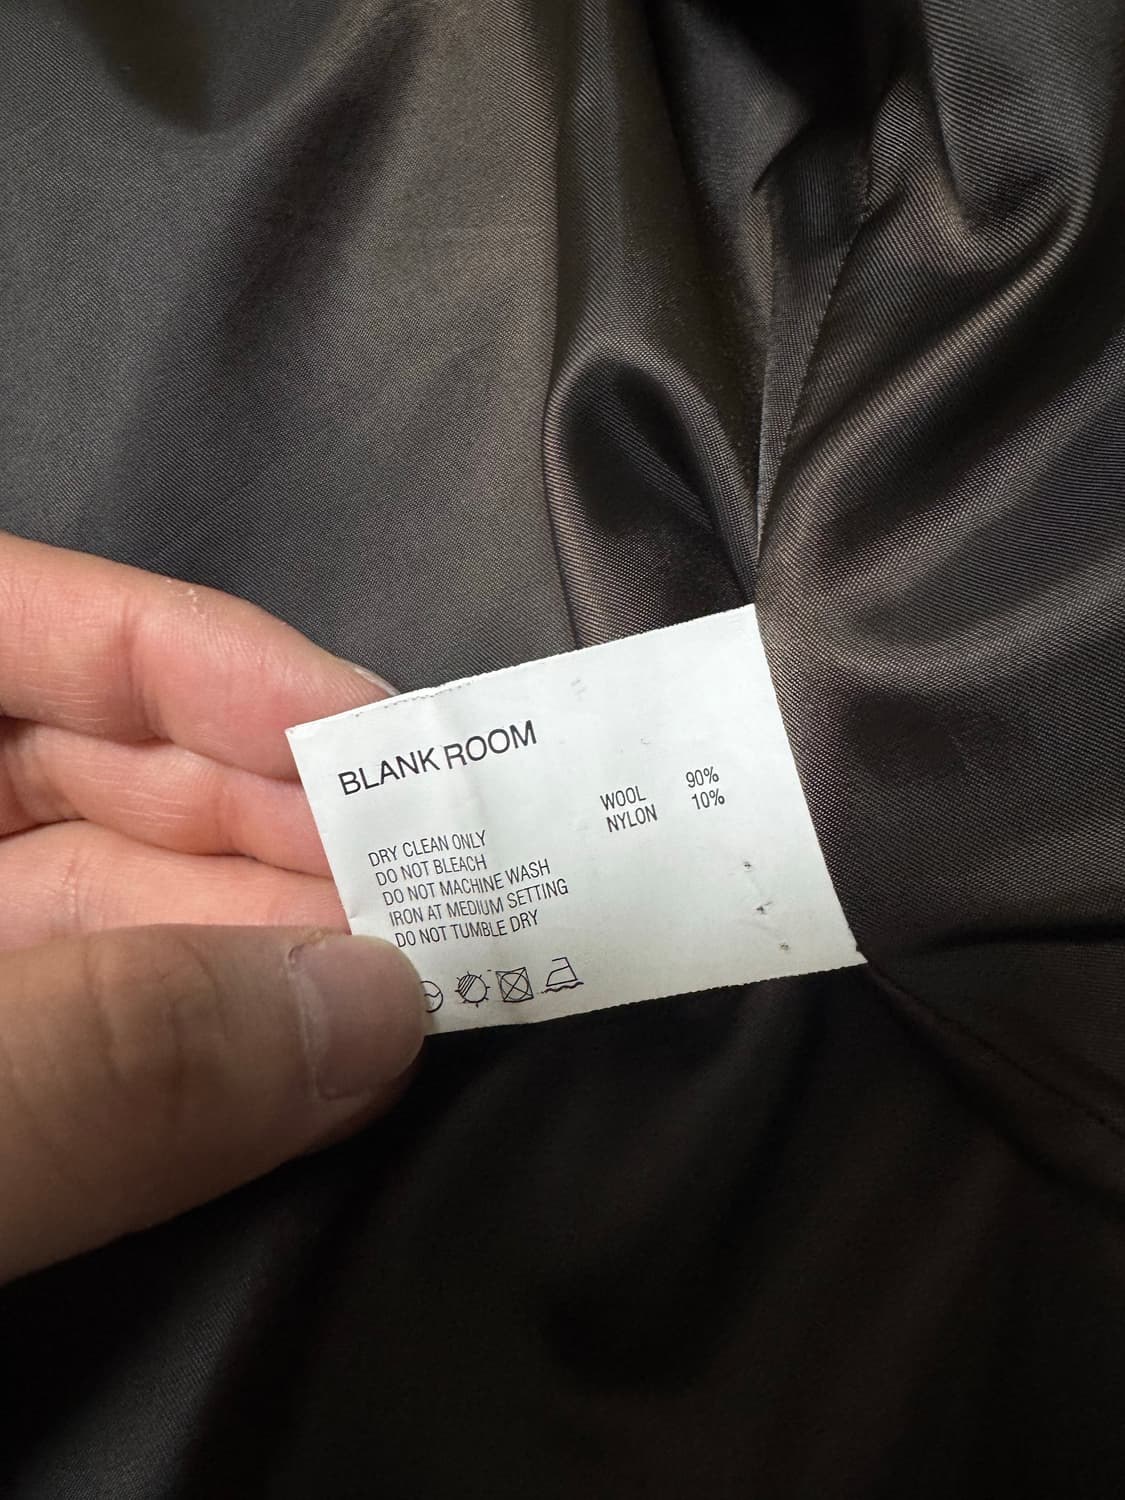 BLANK ROOM
WOOL 90%
NYLON 10%
DRY CLEAN ONLY
DO NOT BLEACH
DO NOT MACHINE WASH
IRON AT MEDIUM SETTING
DO NOT TUMBLE DRY